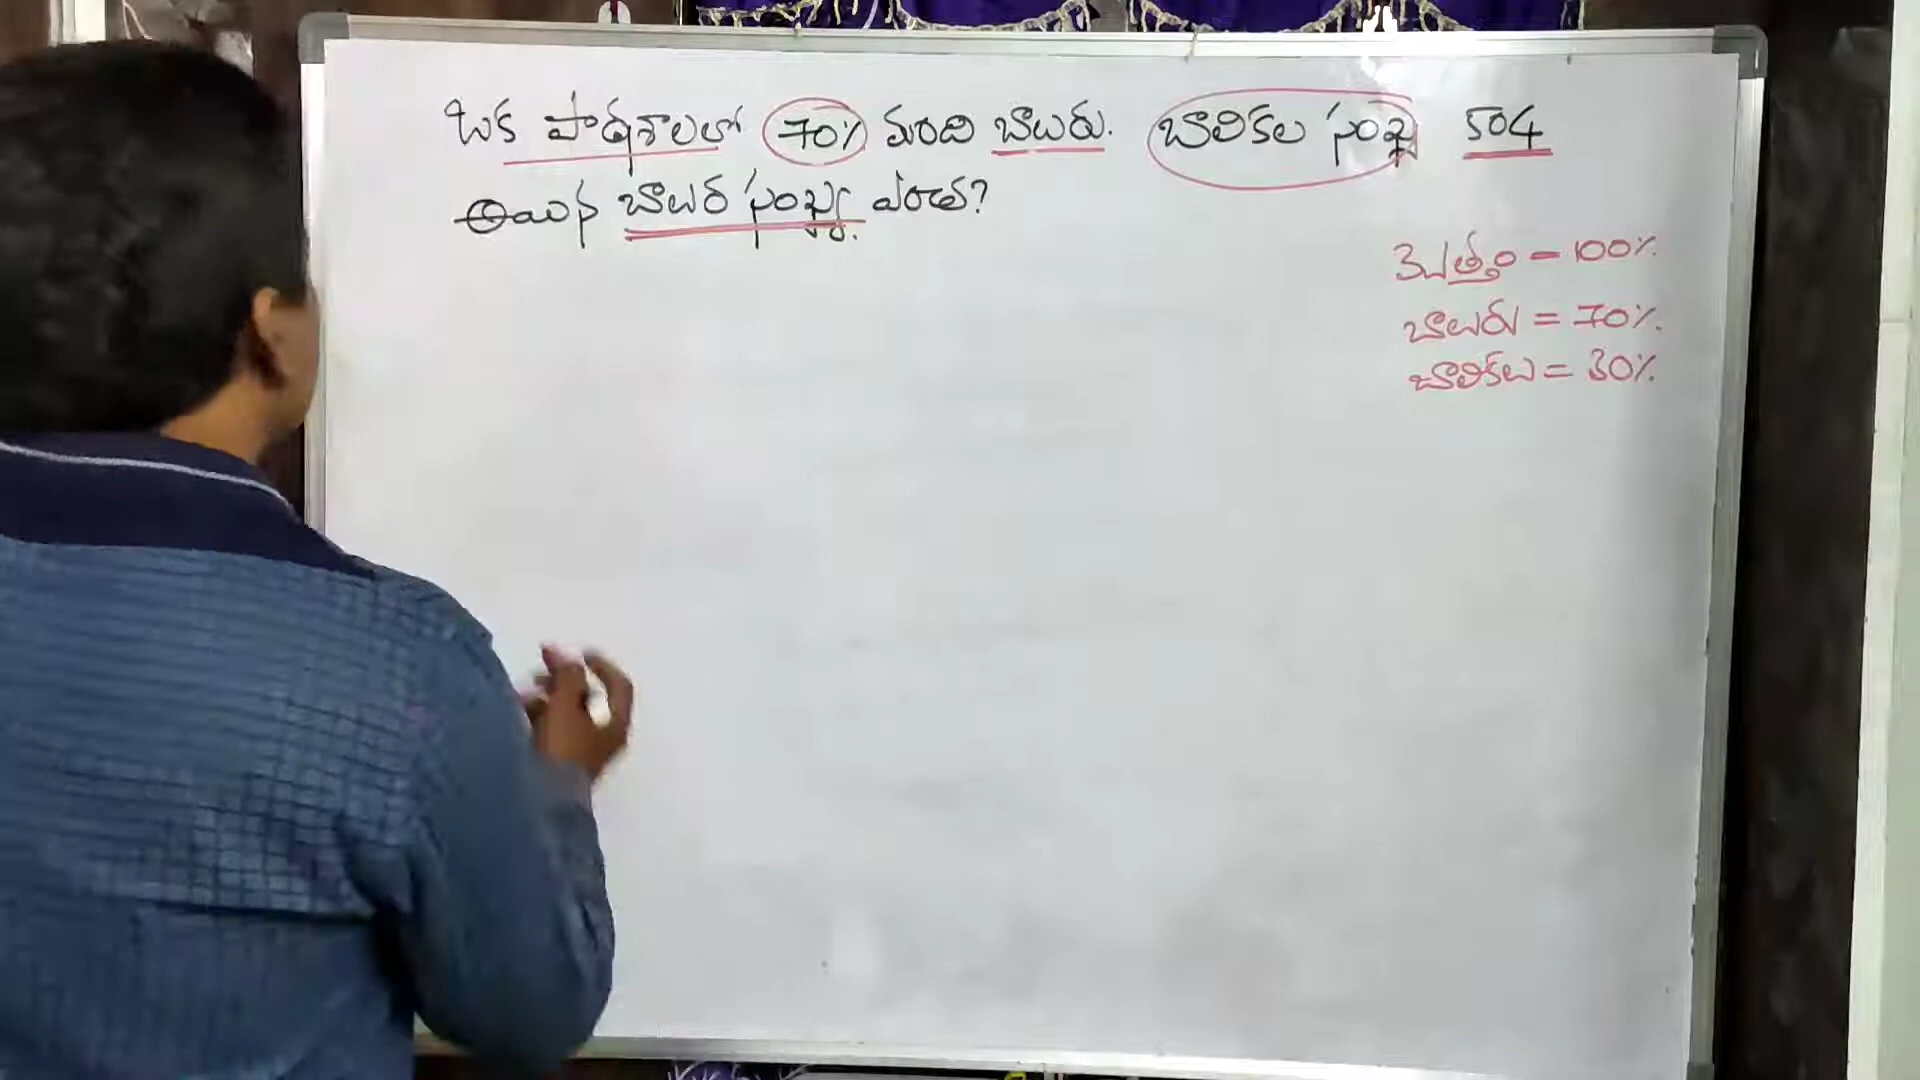 ఒక పాఠశాలలో 70% మంది బాలురు. బాలికల సంఖ్య 504
అయిన బాలుర సంఖ్య ఎంత?
మొత్తం = 100%
బాలురు = 70%
బాలికలు = 30%